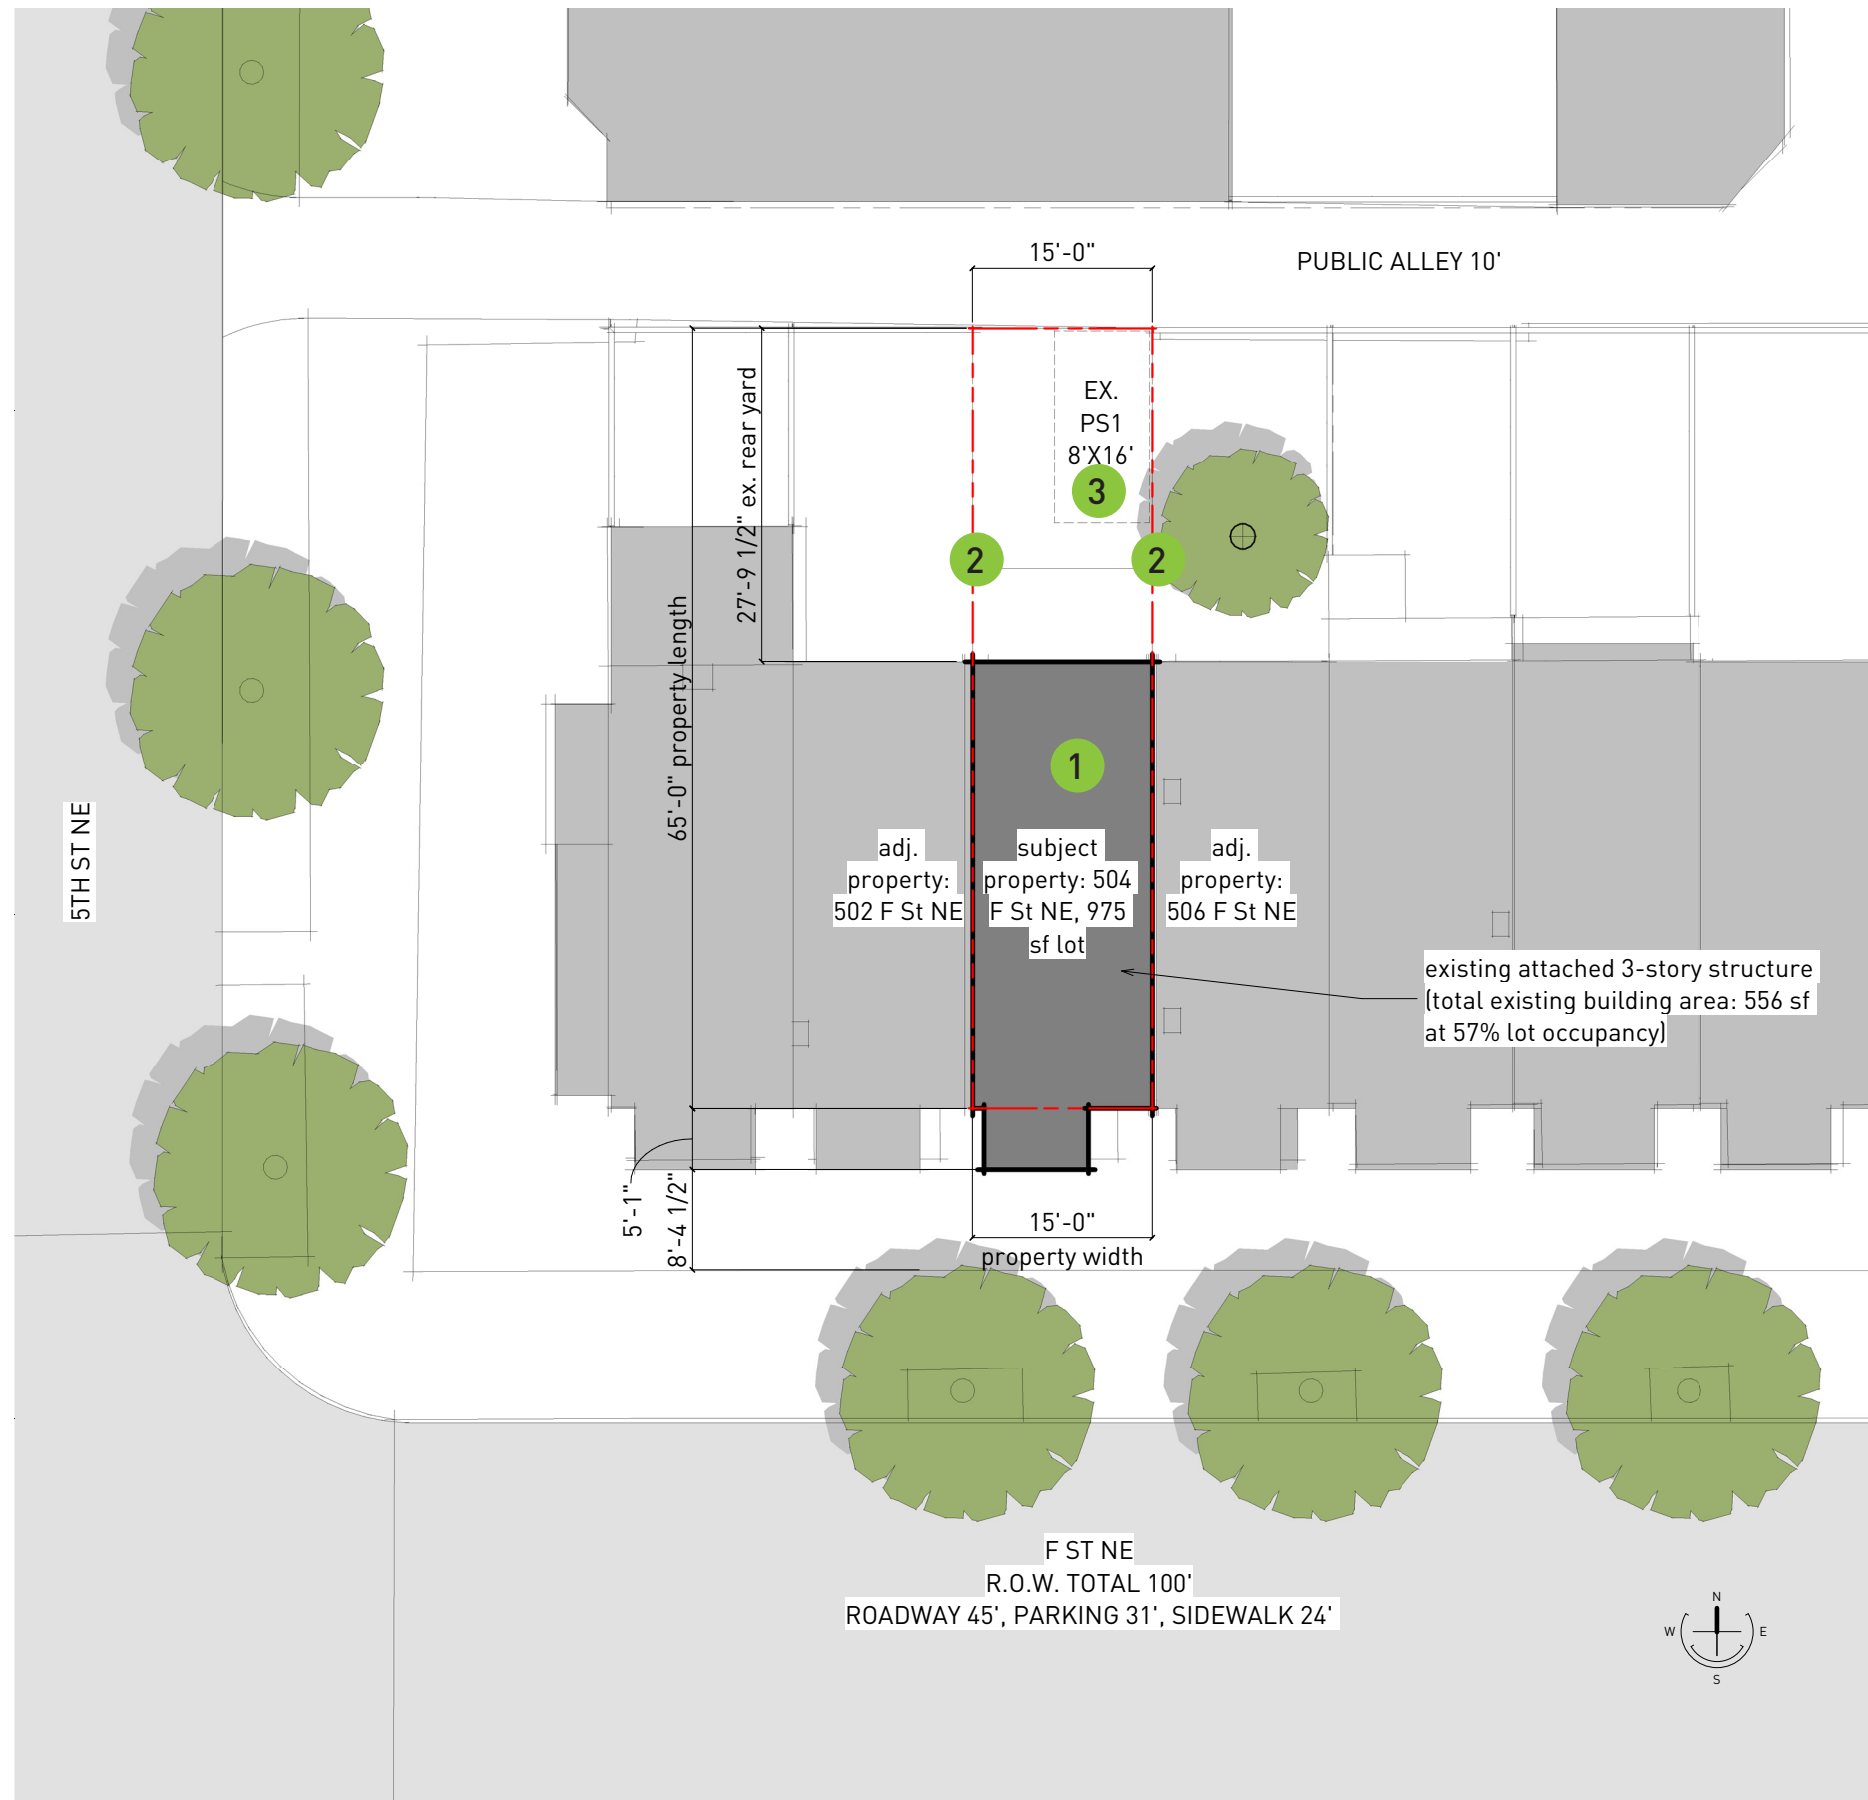 15'-0"
PUBLIC ALLEY 10'
EX.
PS1
8'X16'
3
27'-9 1/2" ex. rear yard
2
2
65'-0" property length
1
5TH ST NE
adj.
property:
502 F St NE
subject
property: 504
F St NE, 975
sf lot
adj.
property:
506 F St NE
existing attached 3-story structure
(total existing building area: 556 sf
at 57% lot occupancy)
5'-1"
8'-4 1/2"
15'-0"
property width
F ST NE
R.O.W. TOTAL 100'
ROADWAY 45', PARKING 31', SIDEWALK 24'
N
W
E
S